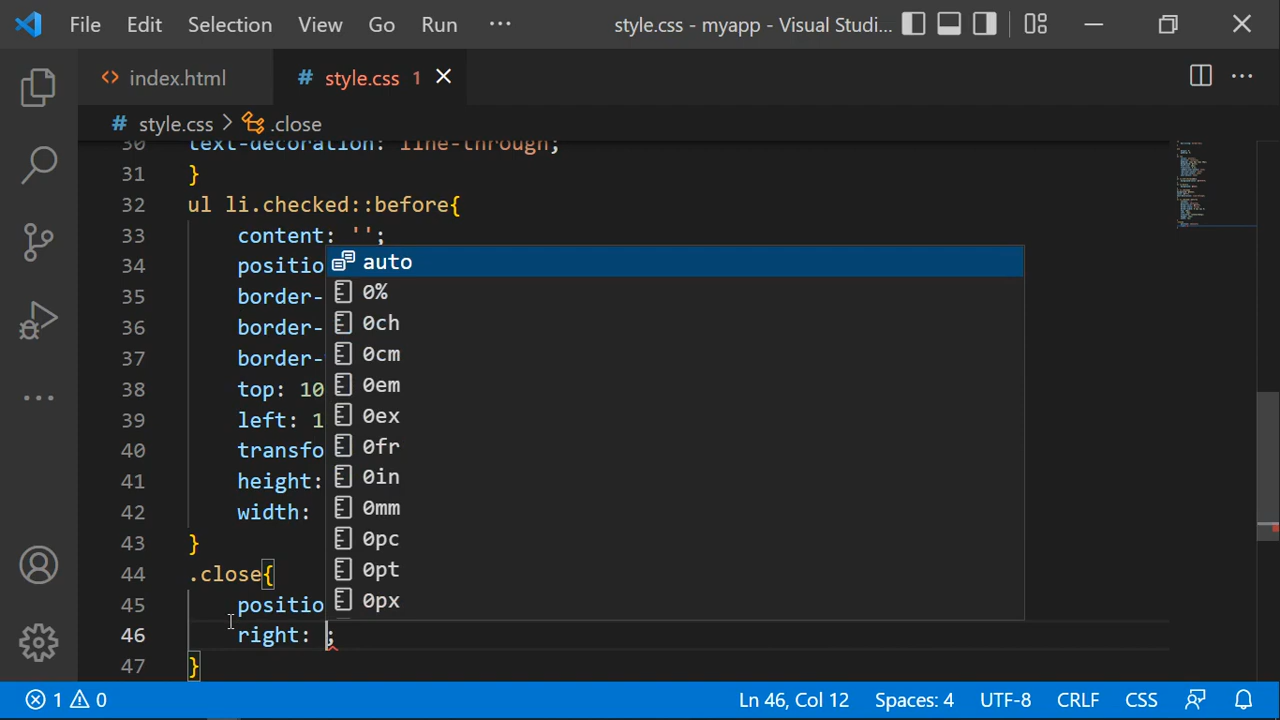 File Edit Selection View Go Run ··· style.css - myapp - Visual Studi...
index.html # style.css 1
# style.css > .close
30 text-decoration: line-through;
31 }
32 ul li.checked::before{
33 content: '';
34 positio
35 border-
36 border-
37 border-
38 top: 10
39 left: 1
40 transfo
41 height:
42 width:
43 }
44 .close{
45 positio
46 right: ;
47 }
auto
0%
0ch
0cm
0em
0ex
0fr
0in
0mm
0pc
0pt
0px
1 0 Ln 46, Col 12 Spaces: 4 UTF-8 CRLF CSS